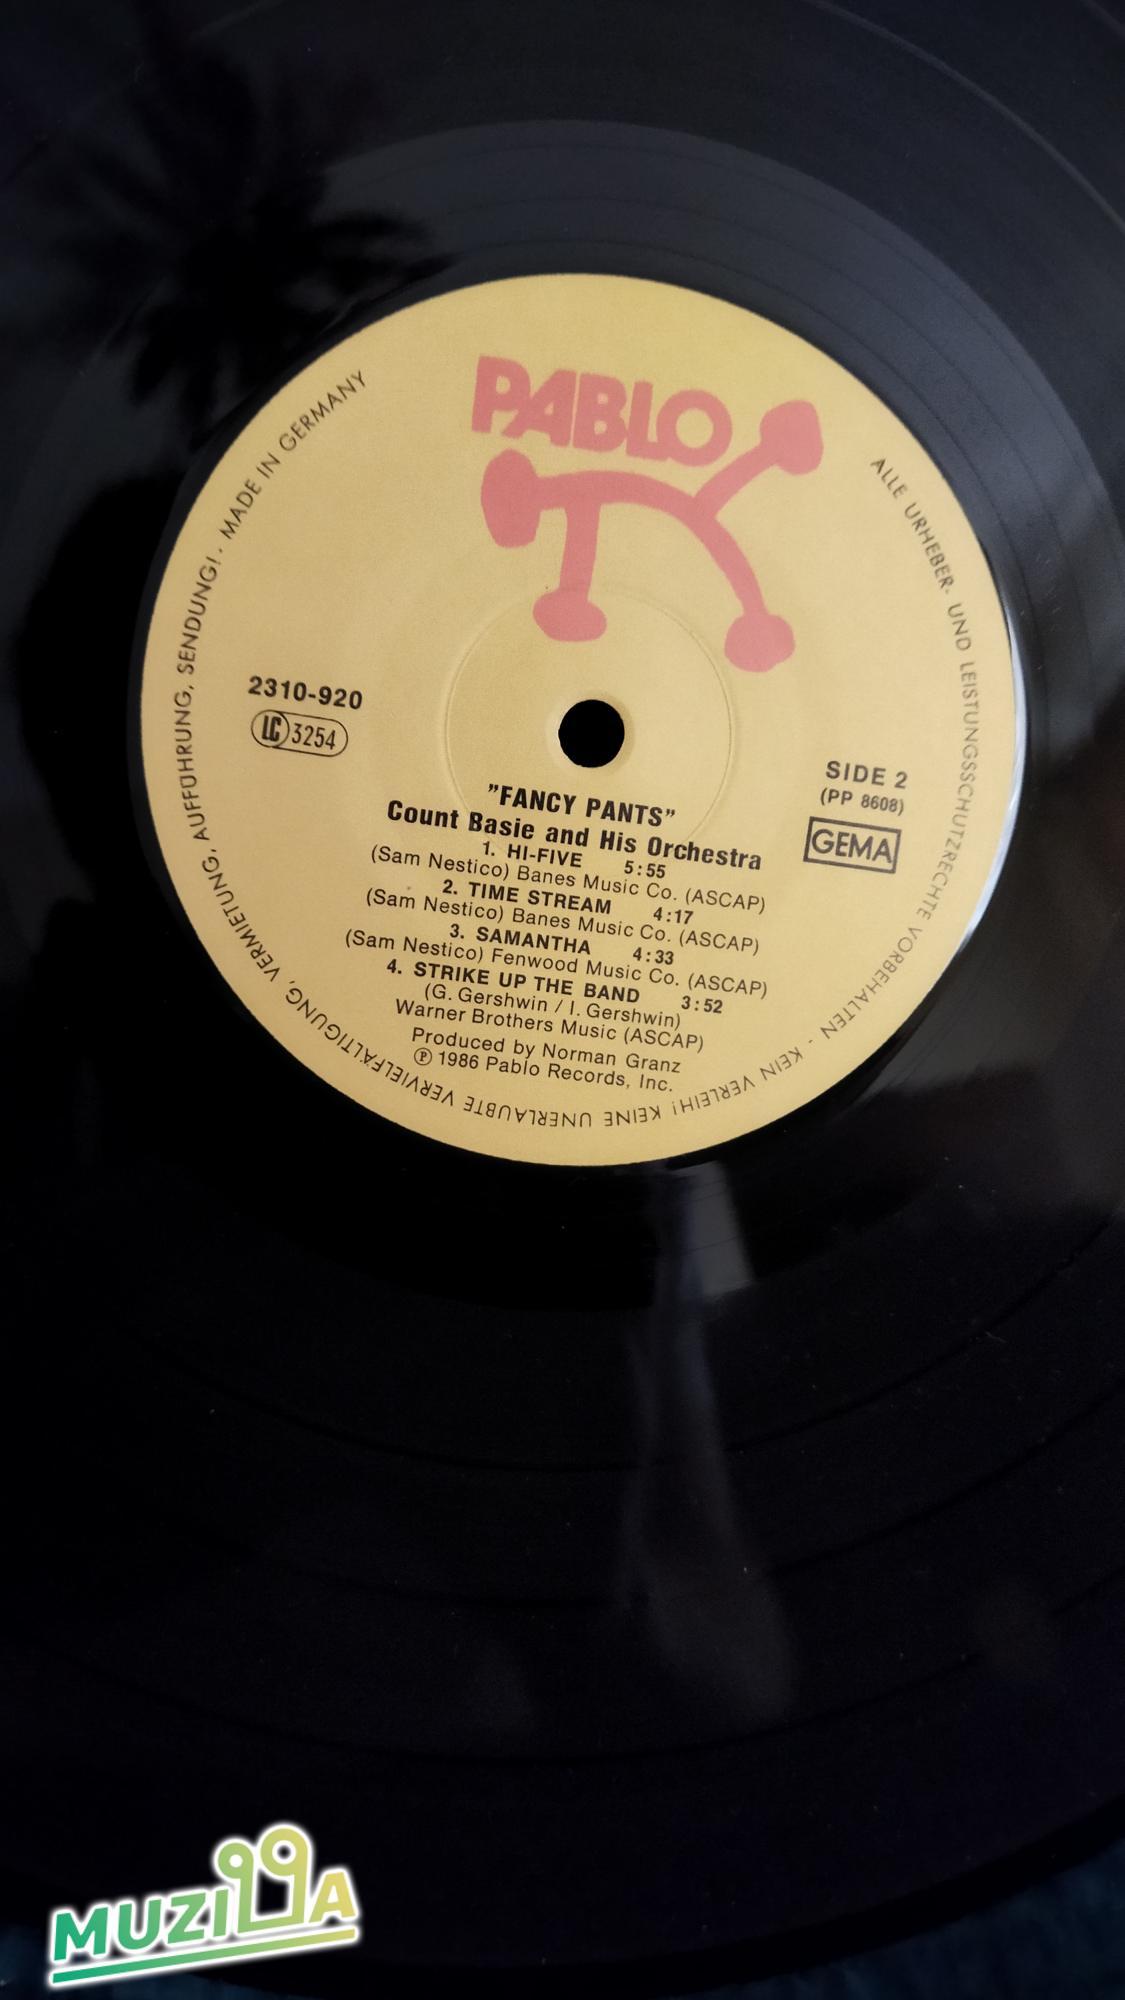 PABLO
ALLE URHEBER- UND LEISTUNGSSCHUTZRECHTE VORBEHALTEN - KEIN VERLEIH! KEINE UNERLAUBTE VERVIELFÄLTIGUNG, VERMIETUNG, AUFFÜHRUNG, SENDUNG! · MADE IN GERMANY
2310-920
LC 3254
SIDE 2
(PP 8608)
GEMA
"FANCY PANTS"
Count Basie and His Orchestra
1. HI-FIVE 5:55
(Sam Nestico) Banes Music Co. (ASCAP)
2. TIME STREAM 4:17
(Sam Nestico) Banes Music Co. (ASCAP)
3. SAMANTHA 4:33
(Sam Nestico) Fenwood Music Co. (ASCAP)
4. STRIKE UP THE BAND 3:52
(G. Gershwin / I. Gershwin)
Warner Brothers Music (ASCAP)
Produced by Norman Granz
℗ 1986 Pablo Records, Inc.
MUZILLA